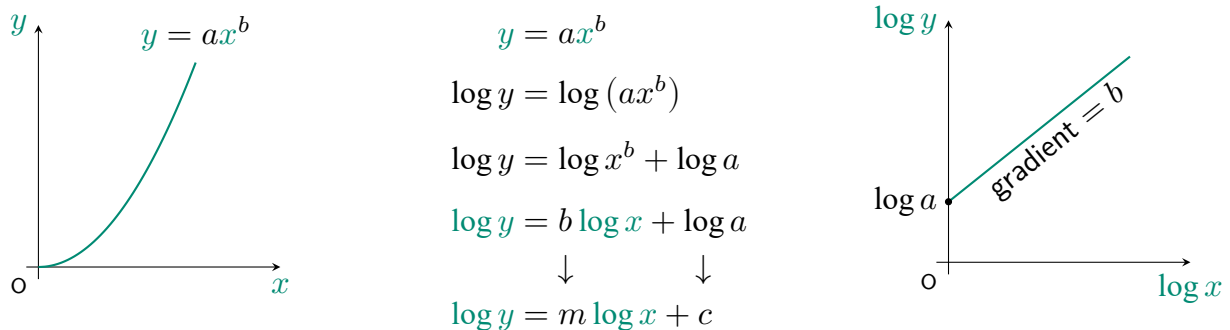 y
y = ax^b
O
x
y = ax^b
log y = log (ax^b)
log y = log x^b + log a
log y = b log x + log a
↓ ↓
log y = m log x + c
log y
gradient = b
log a
O
log x